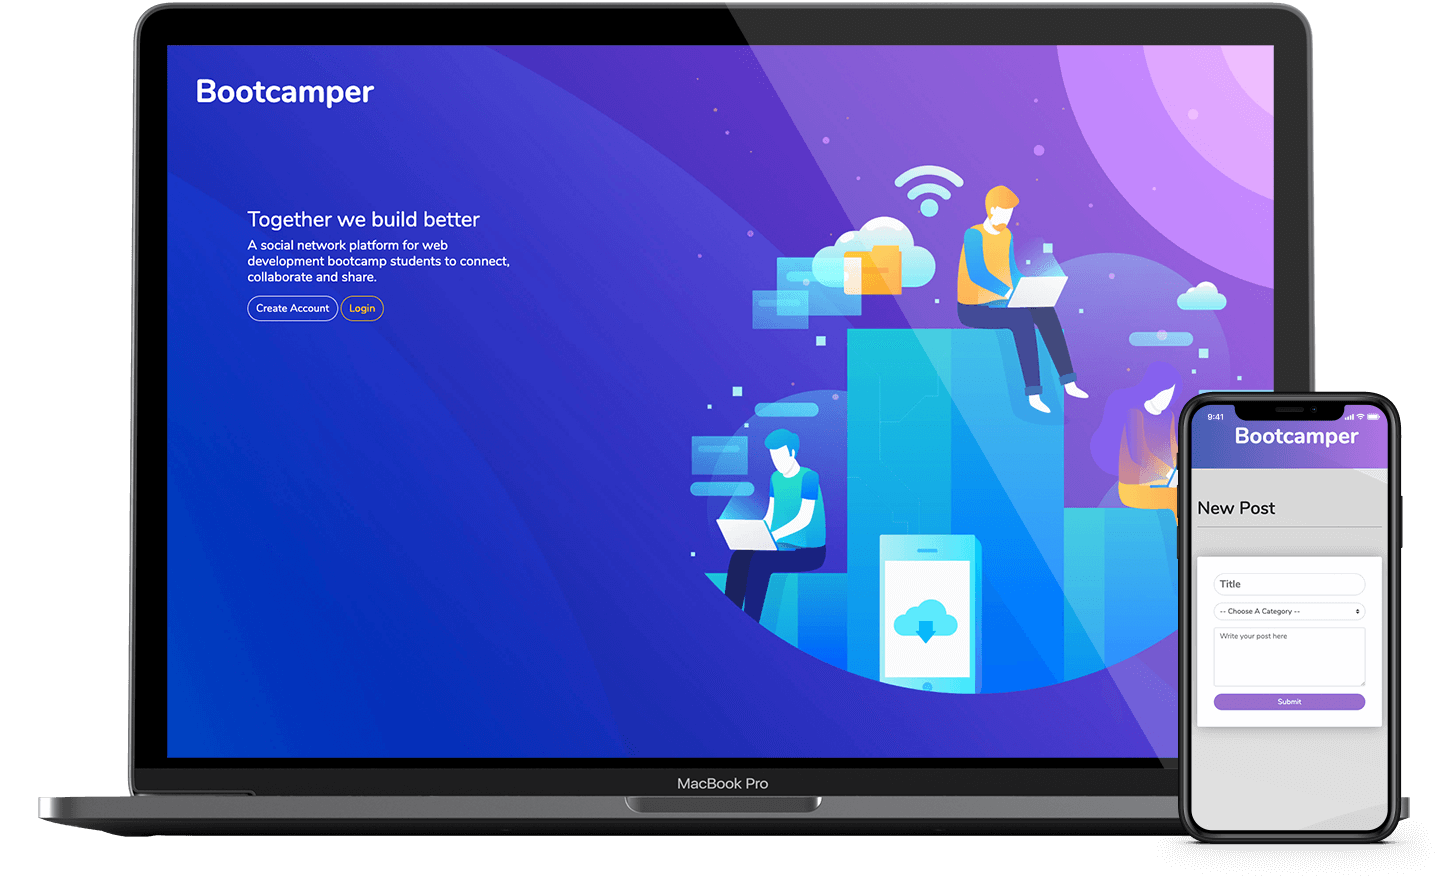 Bootcamper
Together we build better
A social network platform for web
development bootcamp students to connect,
collaborate and share.
Create Account
Login
MacBook Pro
9:41
Bootcamper
New Post
Title
-- Choose A Category --
Write your post here
Submit